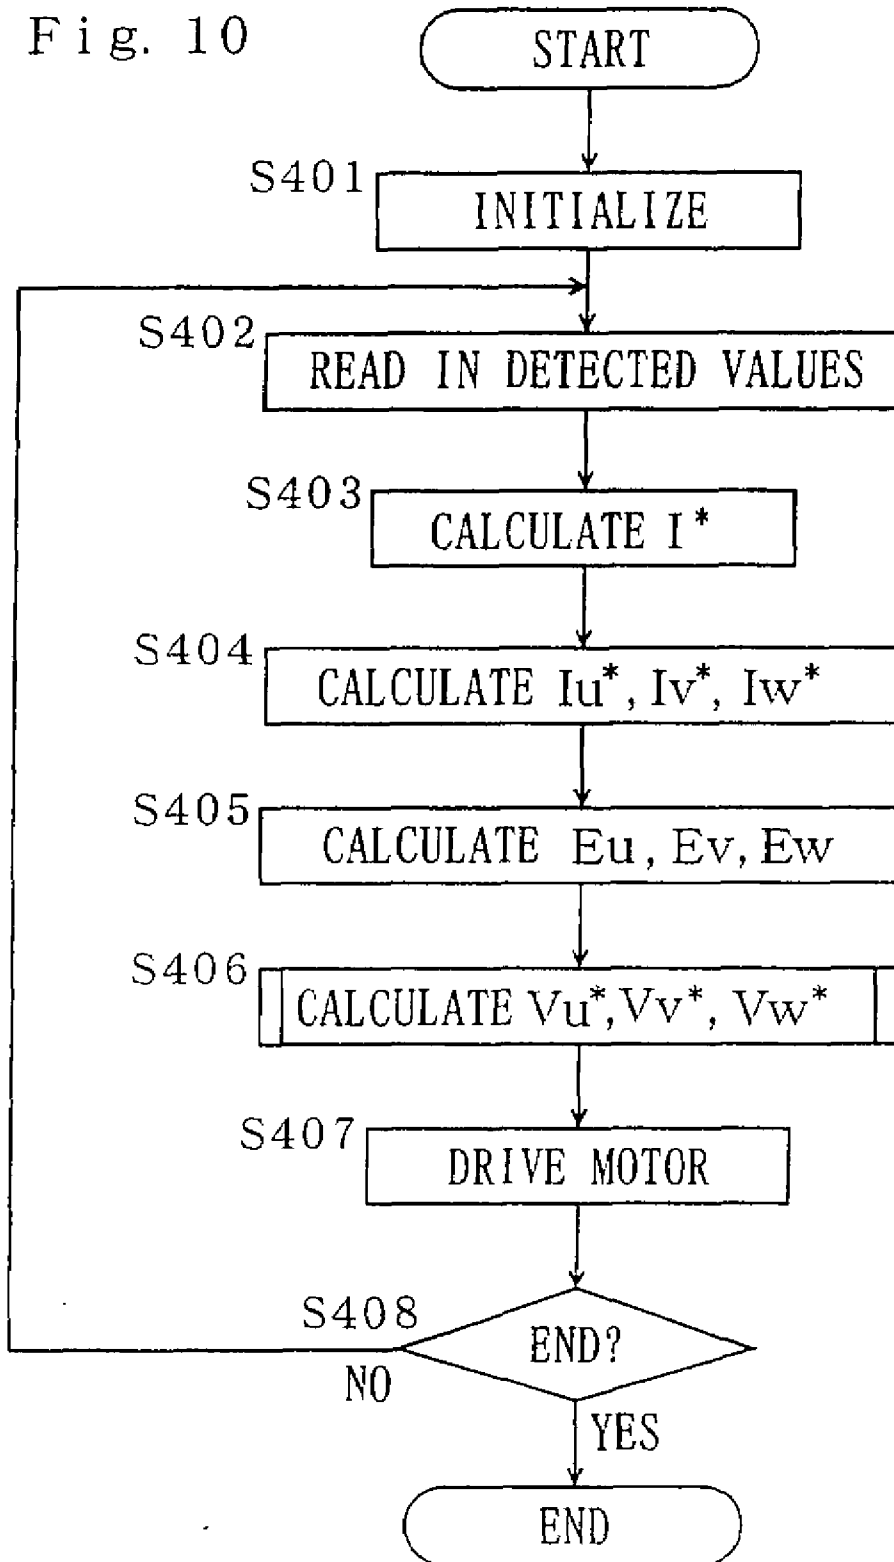 Fig. 10
START
S401
INITIALIZE
S402
READ IN DETECTED VALUES
S403
CALCULATE I*
S404
CALCULATE Iu*, Iv*, Iw*
S405
CALCULATE Eu, Ev, Ew
S406
CALCULATE Vu*, Vv*, Vw*
S407
DRIVE MOTOR
S408
END?
NO
YES
END